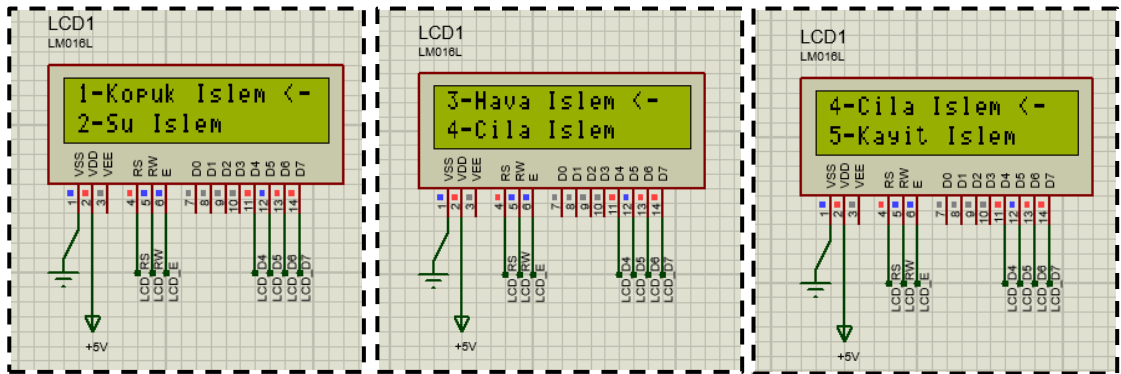 LCD1
LM016L
1-Kopuk Islem <-
2-Su Islem
VSS VDD VEE RS RW E D0 D1 D2 D3 D4 D5 D6 D7
1 2 3 4 5 6 7 8 9 10 11 12 13 14
LCD_RS LCD_RW LCD_E LCD_D4 LCD_D5 LCD_D6 LCD_D7
+5V
LCD1
LM016L
3-Hava Islem <-
4-Cila Islem
VSS VDD VEE RS RW E D0 D1 D2 D3 D4 D5 D6 D7
1 2 3 4 5 6 7 8 9 10 11 12 13 14
LCD_RS LCD_RW LCD_E LCD_D4 LCD_D5 LCD_D6 LCD_D7
+5V
LCD1
LM016L
4-Cila Islem <-
5-Kayit Islem
VSS VDD VEE RS RW E D0 D1 D2 D3 D4 D5 D6 D7
1 2 3 4 5 6 7 8 9 10 11 12 13 14
LCD_RS LCD_RW LCD_E LCD_D4 LCD_D5 LCD_D6 LCD_D7
+5V